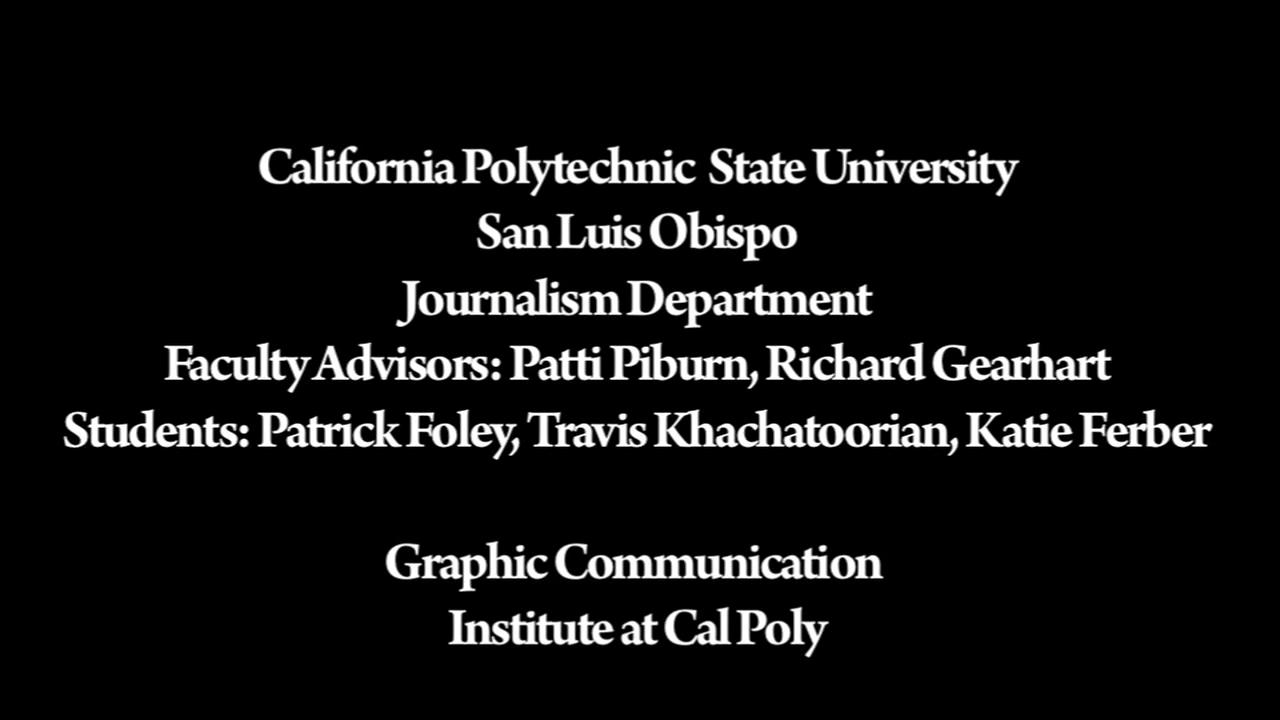 California Polytechnic State University
San Luis Obispo
Journalism Department
Faculty Advisors: Patti Piburn, Richard Gearhart
Students: Patrick Foley, Travis Khachatoorian, Katie Ferber
Graphic Communication
Institute at Cal Poly